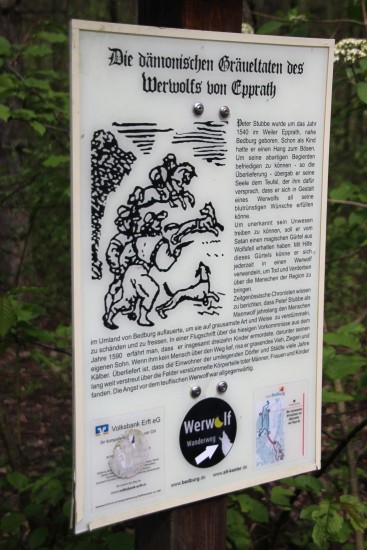 Die dämonischen Gräueltaten des
Werwolfs von Epprath
Peter Stubbe wurde um das Jahr
1540 im Weiler Epprath, nahe
Bedburg geboren. Schon als Kind
hatte er einen Hang zum Bösen.
Um seine abartigen Begierden
befriedigen zu können - so die
Überlieferung - übergab er seine
Seele dem Teufel, der ihm dafür
versprach, dass er sich in Gestalt
eines Werwolfs all seine
blutrünstigen Wünsche erfüllen
könne.
Um unerkannt sein Unwesen
treiben zu können, soll er vom
Satan einen magischen Gürtel aus
Wolfsfell erhalten haben. Mit Hilfe
dieses Gürtels könne er sich
jederzeit in einen Werwolf
verwandeln, um Tod und Verderben
über die Menschen der Region zu
bringen.
Zeitgenössische Chronisten wissen
zu berichten, dass Peter Stubbe als
Mannwolf jahrelang den Menschen
im Umland von Bedburg auflauerte, um sie auf grausamste Art und Weise zu verstümmeln,
zu schänden und zu fressen. In einer Flugschrift über die hiesigen Vorkommnisse aus dem
Jahre 1590 erfährt man, dass er insgesamt dreizehn Kinder ermordete, darunter seinen
eigenen Sohn. Wenn ihm kein Mensch über den Weg lief, riss er grasendes Vieh, Ziegen und
Kälber. Überliefert ist, dass die Einwohner der umliegenden Dörfer und Städte viele Jahre
lang weit verstreut über die Felder verstümmelte Körperteile toter Männer, Frauen und Kinder
fanden. Die Angst vor dem teuflischen Werwolf war allgegenwärtig.
Volksbank Erft eG
Werwolf
Wanderweg
www.bedburg.de